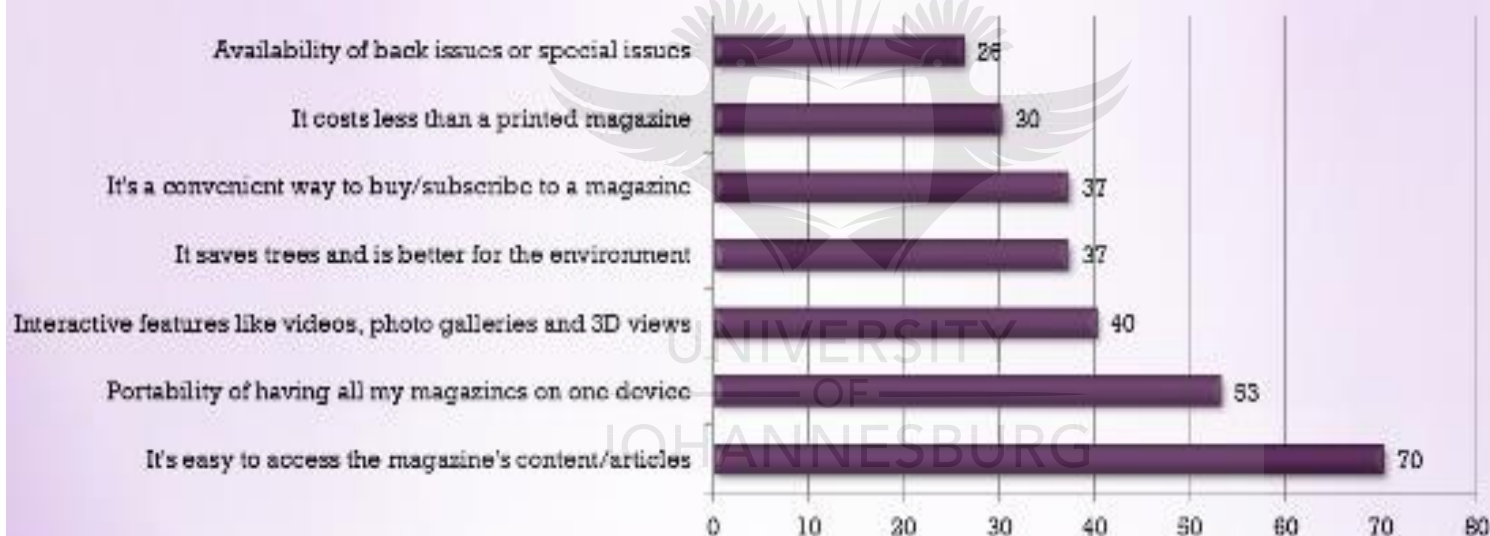 Availability of back issues or special issues 26
It costs less than a printed magazine 30
It's a convenient way to buy/subscribe to a magazine 37
It saves trees and is better for the environment 37
Interactive features like videos, photo galleries and 3D views 40
UNIVERSITY
Portability of having all my magazines on one device 53
OF
It's easy to access the magazine's content/articles 70
JOHANNESBURG
0 10 20 30 40 50 60 70 80